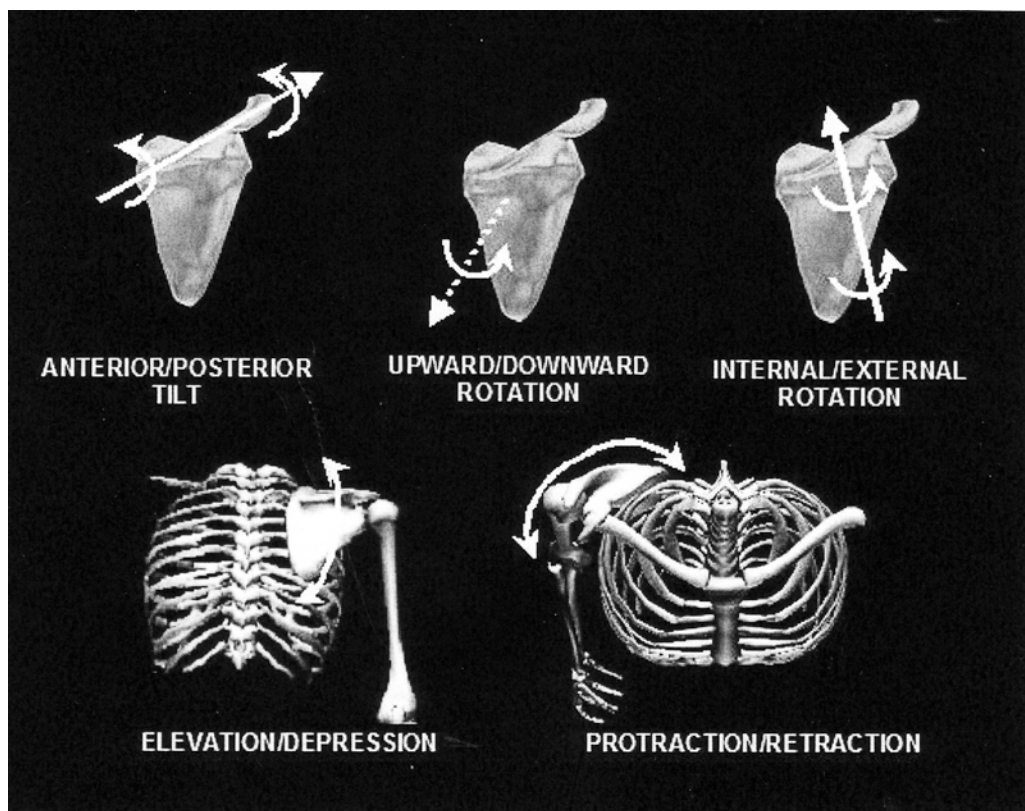 ANTERIOR/POSTERIOR
TILT
UPWARD/DOWNWARD
ROTATION
INTERNAL/EXTERNAL
ROTATION
ELEVATION/DEPRESSION
PROTRACTION/RETRACTION